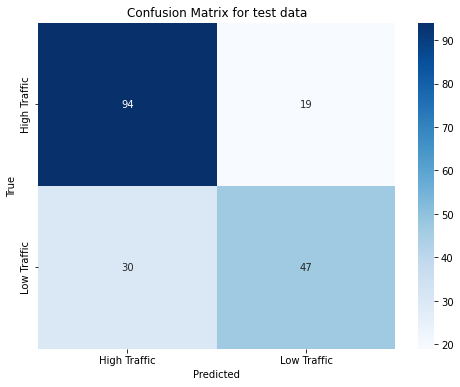 Confusion Matrix for test data
True
High Traffic
Low Traffic
94
19
30
47
High Traffic
Low Traffic
Predicted
90
80
70
60
50
40
30
20